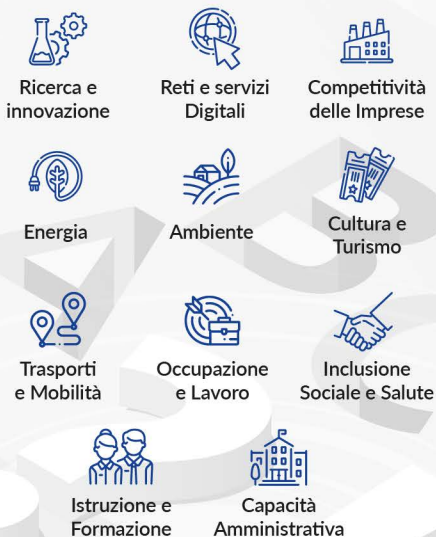 Ricerca e
innovazione
Reti e servizi
Digitali
Competitività
delle Imprese
Energia
Ambiente
Cultura e
Turismo
Trasporti
e Mobilità
Occupazione
e Lavoro
Inclusione
Sociale e Salute
Istruzione e
Formazione
Capacità
Amministrativa